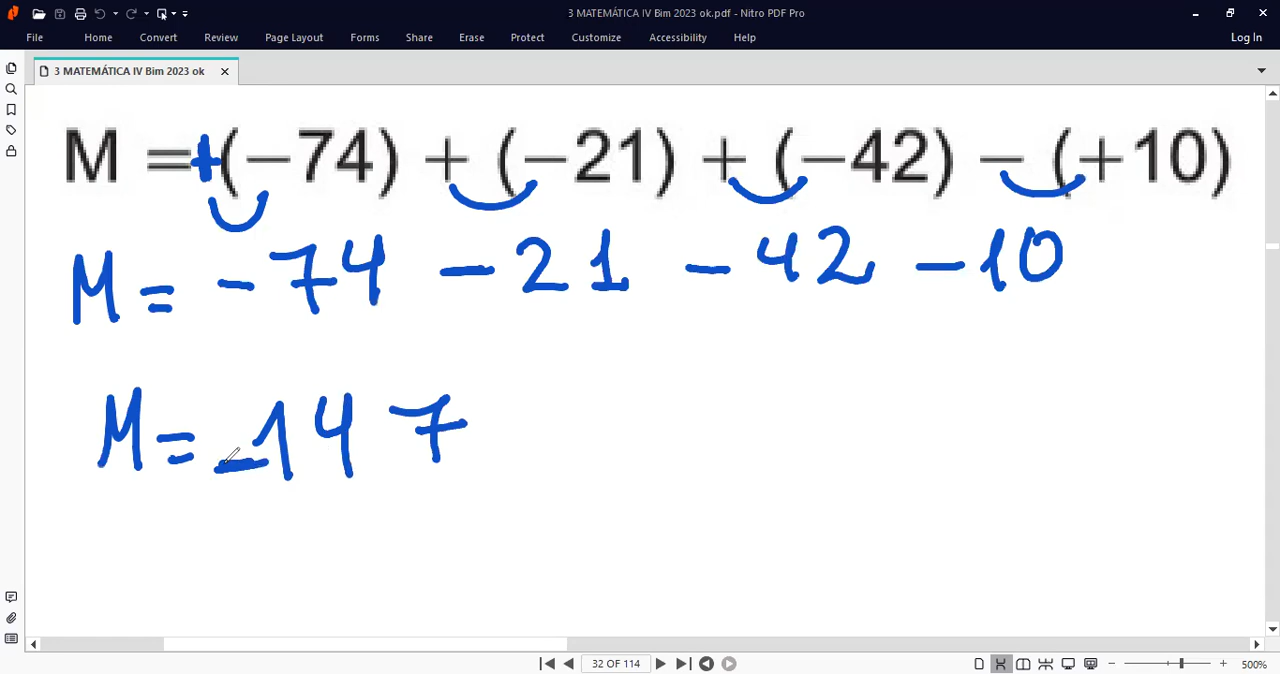 3 MATEMÁTICA IV Bim 2023 ok.pdf - Nitro PDF Pro
File Home Convert Review Page Layout Forms Share Erase Protect Customize Accessibility Help Log In
3 MATEMÁTICA IV Bim 2023 ok
M = +(−74) + (−21) + (−42) − (+10)
M = - 74 - 21 - 42 - 10
M = - 147
32 OF 114
500%